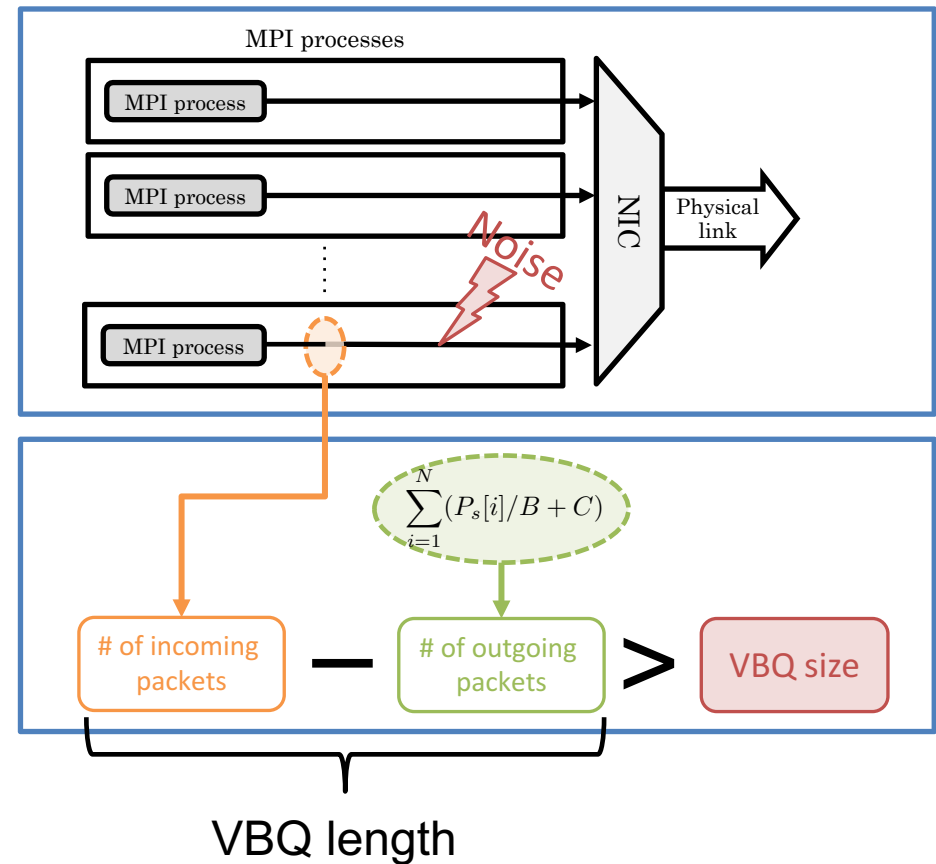 MPI processes
MPI process
MPI process
Noise
MPI process
NIC
Physical
link
N
∑(P_s[i]/B + C)
i=1
# of incoming
packets
−
# of outgoing
packets
>
VBQ size
VBQ length